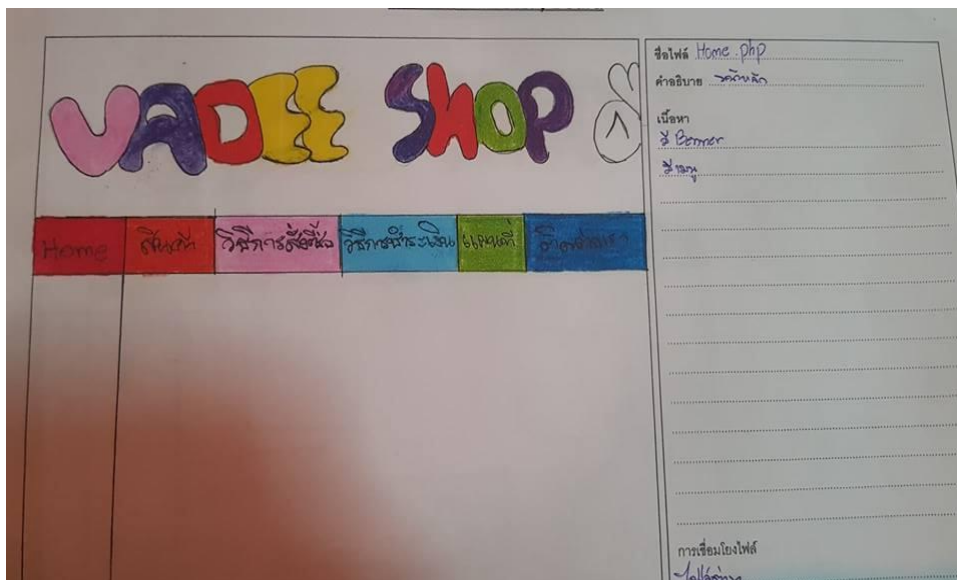 VADEE SHOP
Home สินค้า วิธีการสั่งซื้อ วิธีการชำระเงิน แผนที่ ติดต่อเรา
ชื่อไฟล์ Home.php
คำอธิบาย หน้าหลัก
เนื้อหา
มี Benner
มี เมนู
การเชื่อมโยงไฟล์